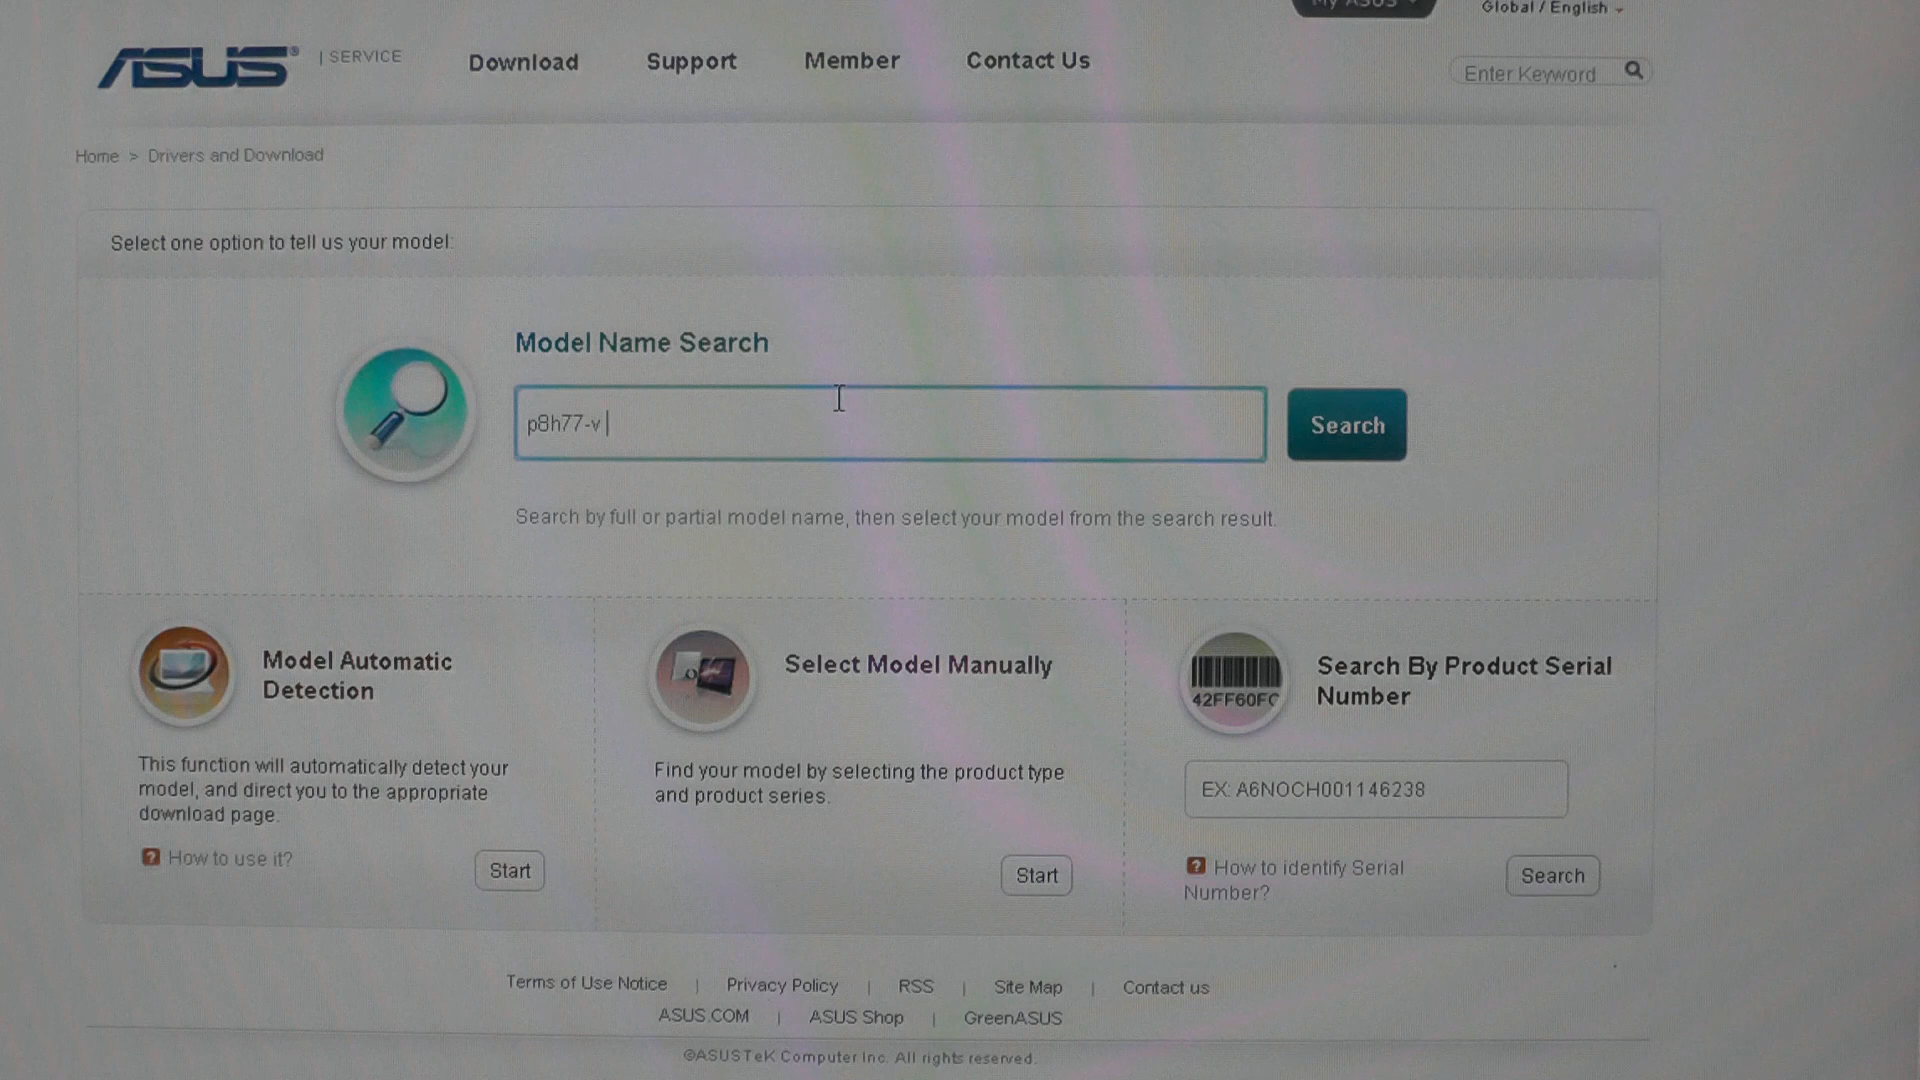 My ASUS
Global / English
ASUS® | SERVICE
Download
Support
Member
Contact Us
Enter Keyword
Home > Drivers and Download
Select one option to tell us your model:
Model Name Search
p8h77-v
Search
Search by full or partial model name, then select your model from the search result.
Model Automatic
Detection
This function will automatically detect your
model, and direct you to the appropriate
download page.
? How to use it?
Start
Select Model Manually
Find your model by selecting the product type
and product series.
Start
42FF60FC
Search By Product Serial
Number
EX: A6NOCH001146238
? How to identify Serial
Number?
Search
Terms of Use Notice | Privacy Policy | RSS | Site Map | Contact us
ASUS.COM | ASUS Shop | GreenASUS
©ASUSTeK Computer Inc. All rights reserved.